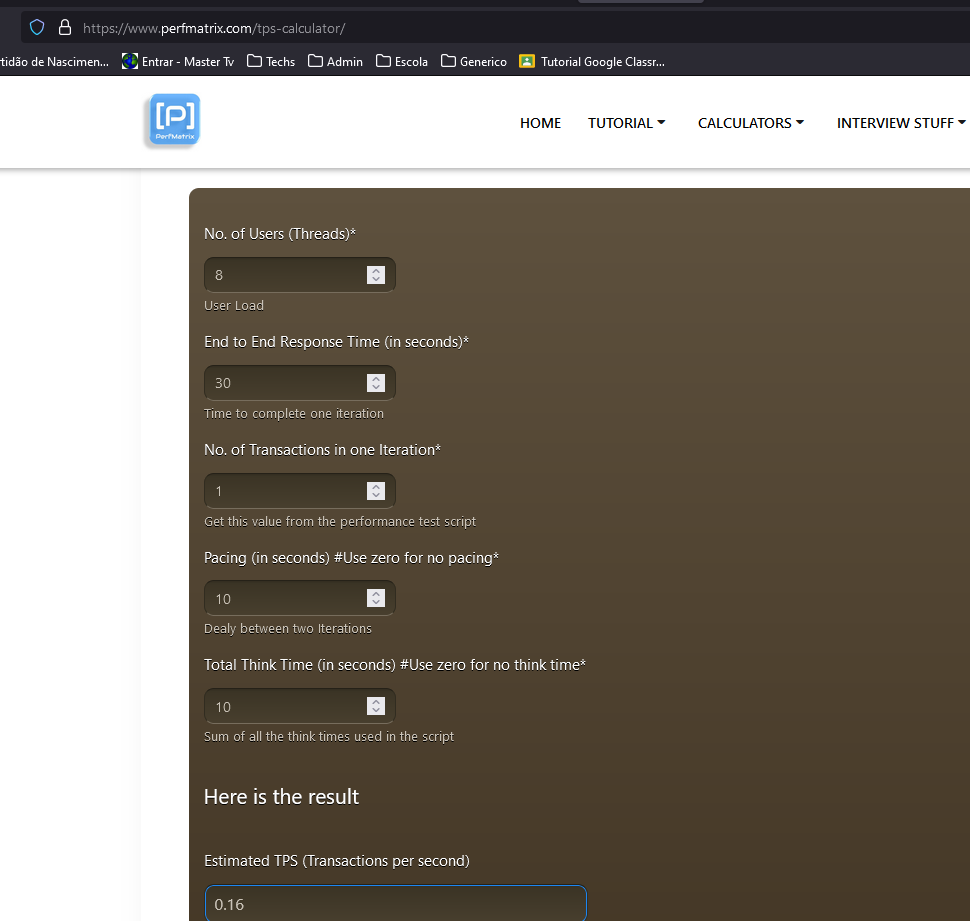 https://www.perfmatrix.com/tps-calculator/
rtidão de Nascimen... Entrar - Master Tv Techs Admin Escola Generico Tutorial Google Classr...
[P]
PerfMatrix
HOME TUTORIAL CALCULATORS INTERVIEW STUFF
No. of Users (Threads)*
8
User Load
End to End Response Time (in seconds)*
30
Time to complete one iteration
No. of Transactions in one Iteration*
1
Get this value from the performance test script
Pacing (in seconds) #Use zero for no pacing*
10
Dealy between two Iterations
Total Think Time (in seconds) #Use zero for no think time*
10
Sum of all the think times used in the script
Here is the result
Estimated TPS (Transactions per second)
0.16